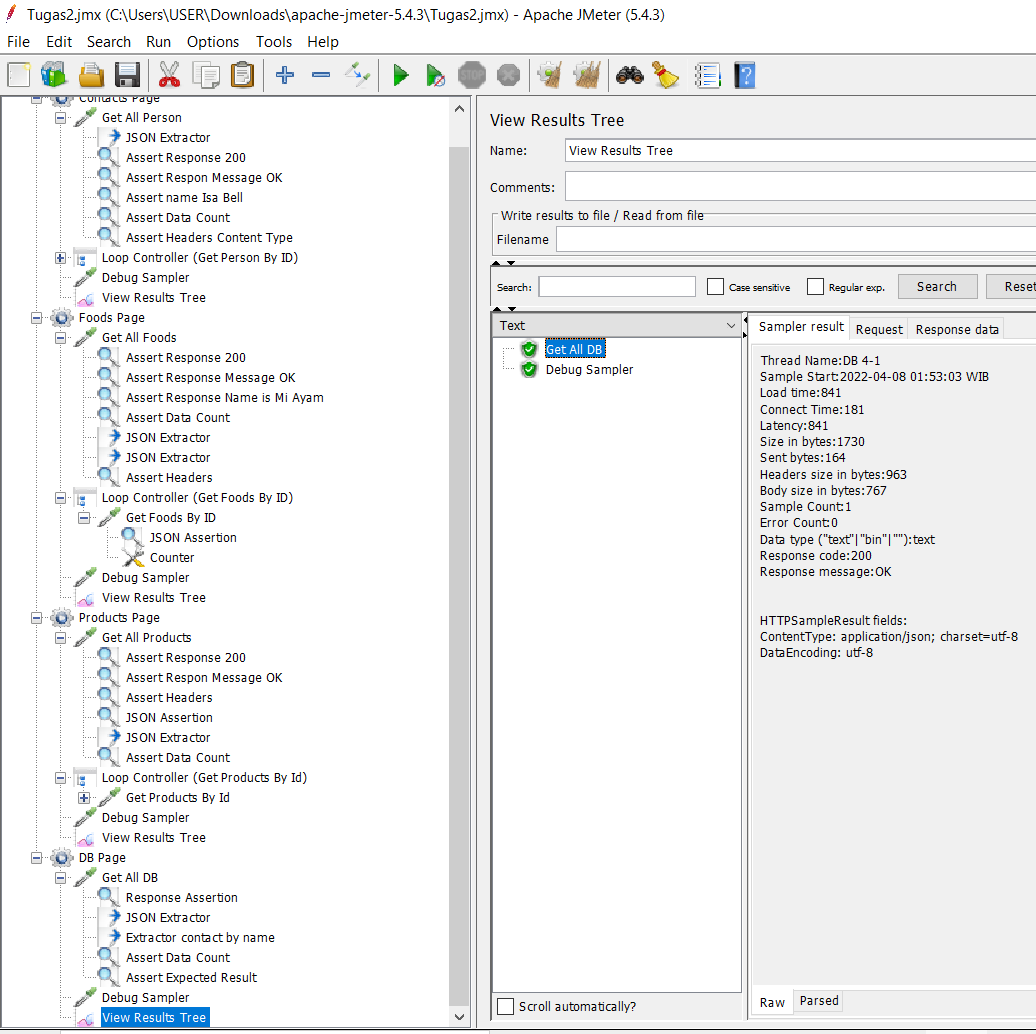 Tugas2.jmx (C:\Users\USER\Downloads\apache-jmeter-5.4.3\Tugas2.jmx) - Apache JMeter (5.4.3)
File Edit Search Run Options Tools Help
STOP
Contacts Page
Get All Person
JSON Extractor
Assert Response 200
Assert Respon Message OK
Assert name Isa Bell
Assert Data Count
Assert Headers Content Type
Loop Controller (Get Person By ID)
Debug Sampler
View Results Tree
Foods Page
Get All Foods
Assert Response 200
Assert Response Message OK
Assert Response Name is Mi Ayam
Assert Data Count
JSON Extractor
JSON Extractor
Assert Headers
Loop Controller (Get Foods By ID)
Get Foods By ID
JSON Assertion
Counter
Debug Sampler
View Results Tree
Products Page
Get All Products
Assert Response 200
Assert Respon Message OK
Assert Headers
JSON Assertion
JSON Extractor
Assert Data Count
Loop Controller (Get Products By Id)
Get Products By Id
Debug Sampler
View Results Tree
DB Page
Get All DB
Response Assertion
JSON Extractor
Extractor contact by name
Assert Data Count
Assert Expected Result
Debug Sampler
View Results Tree
View Results Tree
Name: View Results Tree
Comments:
Write results to file / Read from file
Filename
Search: Case sensitive Regular exp. Search Reset
Text
Get All DB
Debug Sampler
Scroll automatically?
Sampler result Request Response data
Thread Name:DB 4-1
Sample Start:2022-04-08 01:53:03 WIB
Load time:841
Connect Time:181
Latency:841
Size in bytes:1730
Sent bytes:164
Headers size in bytes:963
Body size in bytes:767
Sample Count:1
Error Count:0
Data type ("text"|"bin"|""):text
Response code:200
Response message:OK
HTTPSampleResult fields:
ContentType: application/json; charset=utf-8
DataEncoding: utf-8
Raw Parsed